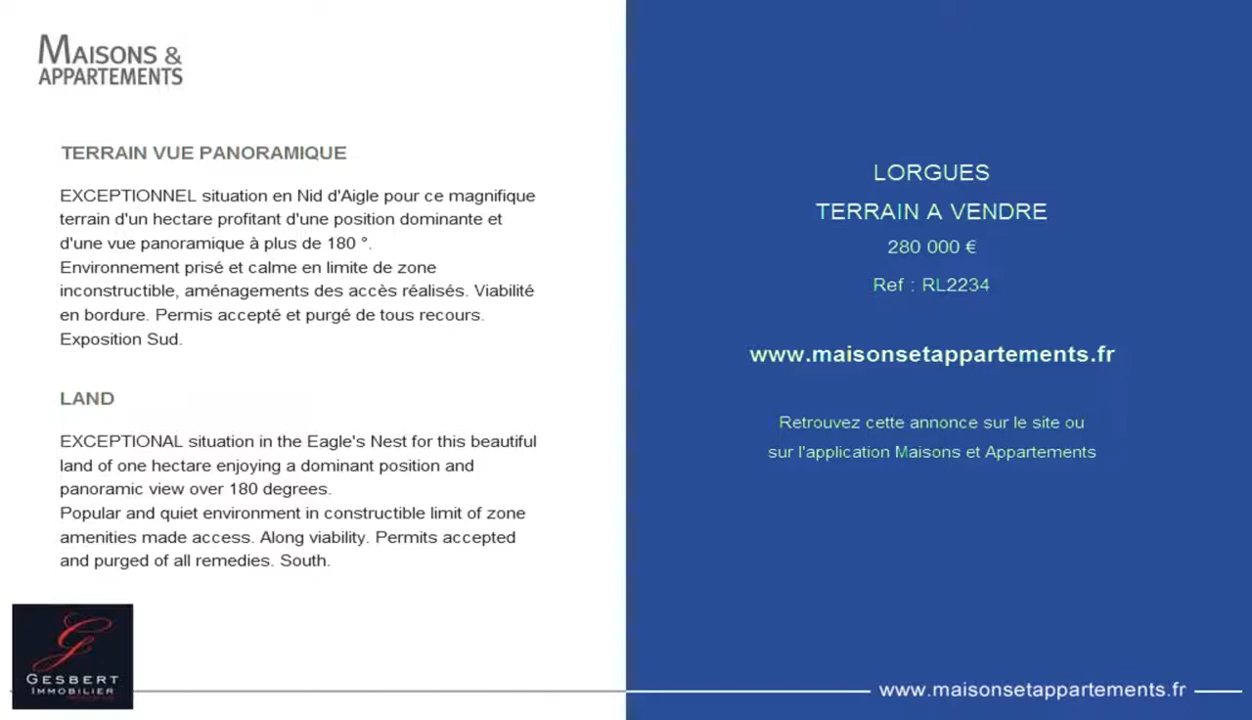 MAISONS &
APPARTEMENTS
TERRAIN VUE PANORAMIQUE
EXCEPTIONNEL situation en Nid d'Aigle pour ce magnifique
terrain d'un hectare profitant d'une position dominante et
d'une vue panoramique à plus de 180 °.
Environnement prisé et calme en limite de zone
inconstructible, aménagements des accès réalisés. Viabilité
en bordure. Permis accepté et purgé de tous recours.
Exposition Sud.
LAND
EXCEPTIONAL situation in the Eagle's Nest for this beautiful
land of one hectare enjoying a dominant position and
panoramic view over 180 degrees.
Popular and quiet environment in constructible limit of zone
amenities made access. Along viability. Permits accepted
and purged of all remedies. South.
GESBERT
IMMOBILIER
LORGUES
TERRAIN A VENDRE
280 000 €
Ref : RL2234
www.maisonsetappartements.fr
Retrouvez cette annonce sur le site ou
sur l'application Maisons et Appartements
www.maisonsetappartements.fr